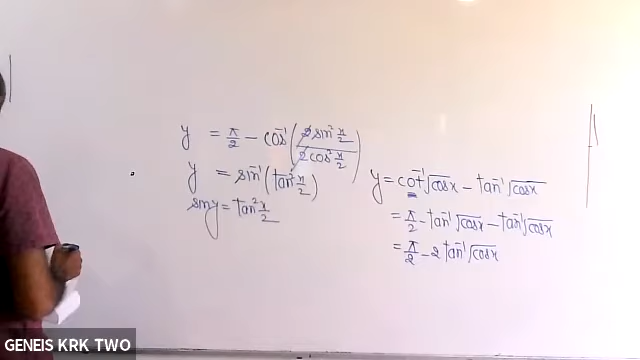 y = π/2 - cos⁻¹(2sin² x/2 / 2cos² x/2)
y = sin⁻¹(tan² x/2)
sin y = tan² x/2
y = cot⁻¹√cosx - tan⁻¹√cosx
= π/2 - tan⁻¹√cosx - tan⁻¹√cosx
= π/2 - 2 tan⁻¹√cosx
GENEIS KRK TWO